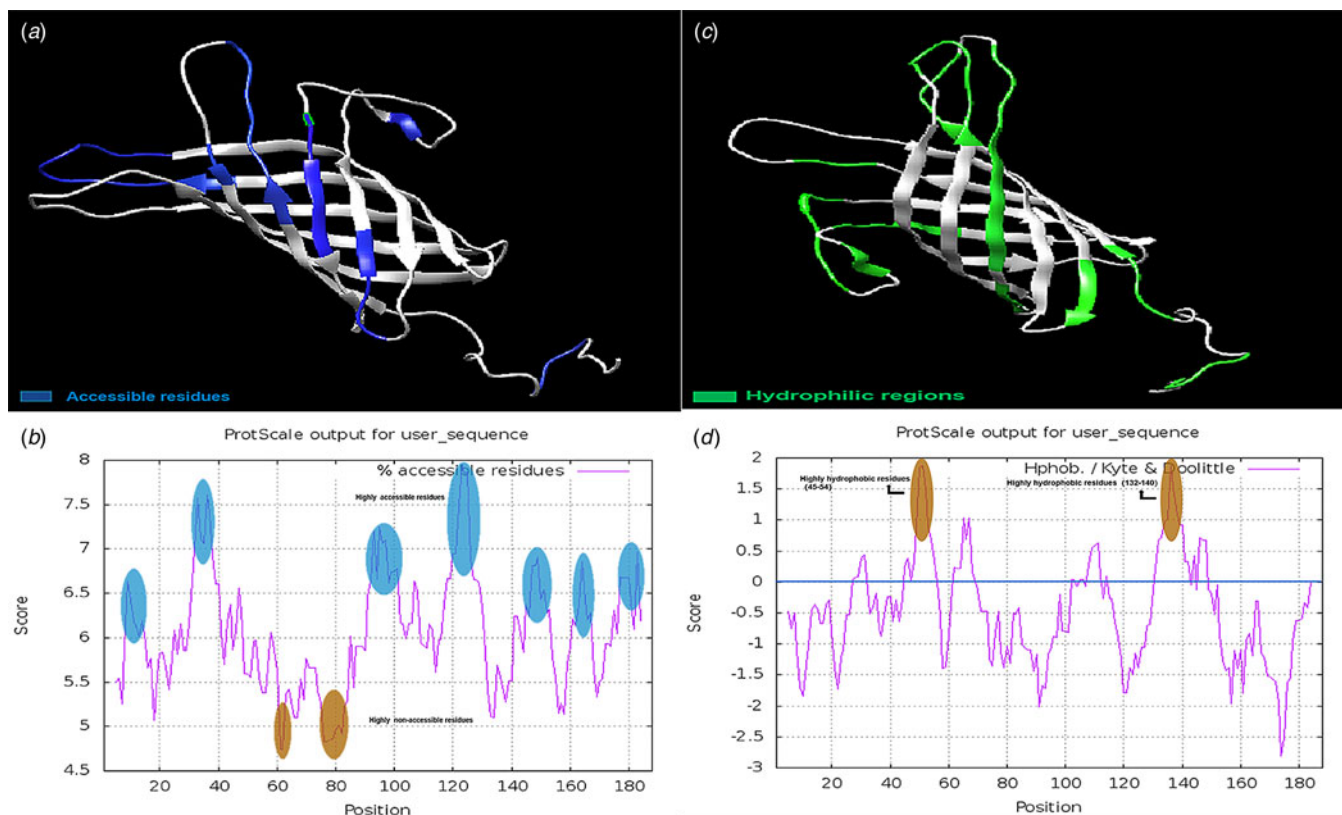 (a)
Accessible residues
(c)
Hydrophilic regions
(b)
ProtScale output for user_sequence
% accessible residues
Highly accessible residues
Highly non-accessible residues
Score
8
7.5
7
6.5
6
5.5
5
4.5
20 40 60 80 100 120 140 160 180
Position
(d)
ProtScale output for user_sequence
Hphob. / Kyte & Doolittle
Highly hydrophobic residues
(45-54)
Highly hydrophobic residues (132-140)
Score
2
1.5
1
0.5
0
-0.5
-1
-1.5
-2
-2.5
-3
20 40 60 80 100 120 140 160 180
Position